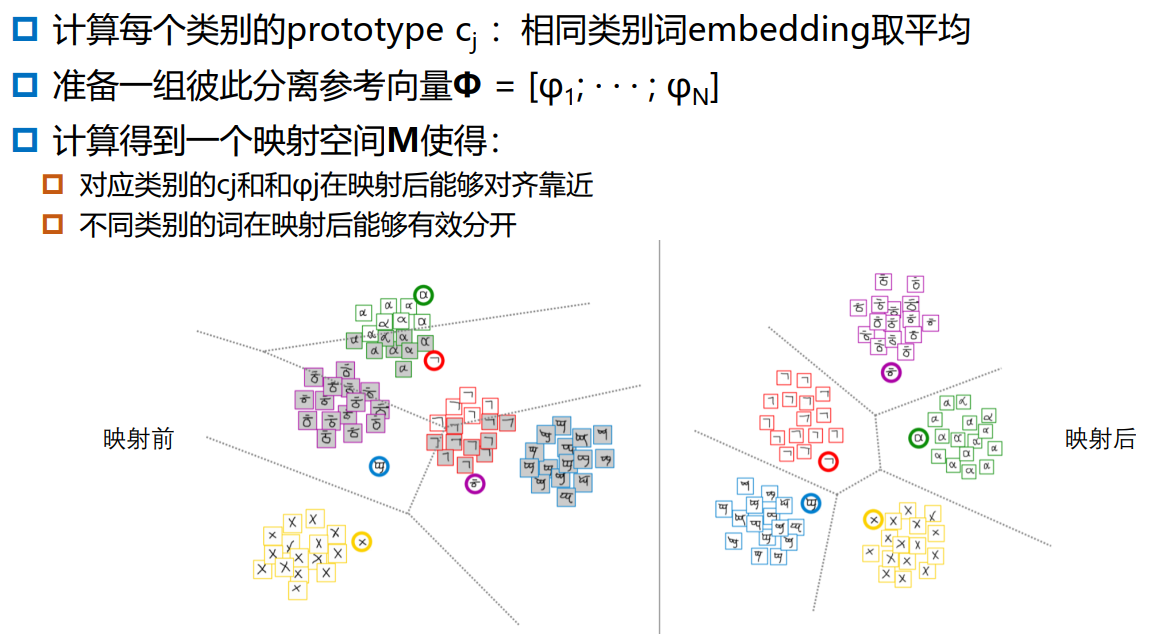 计算每个类别的prototype cj ：相同类别词embedding取平均
准备一组彼此分离参考向量Φ = [φ1; · · · ; φN]
计算得到一个映射空间M使得：
对应类别的cj和和φj在映射后能够对齐靠近
不同类别的词在映射后能够有效分开
映射前
映射后